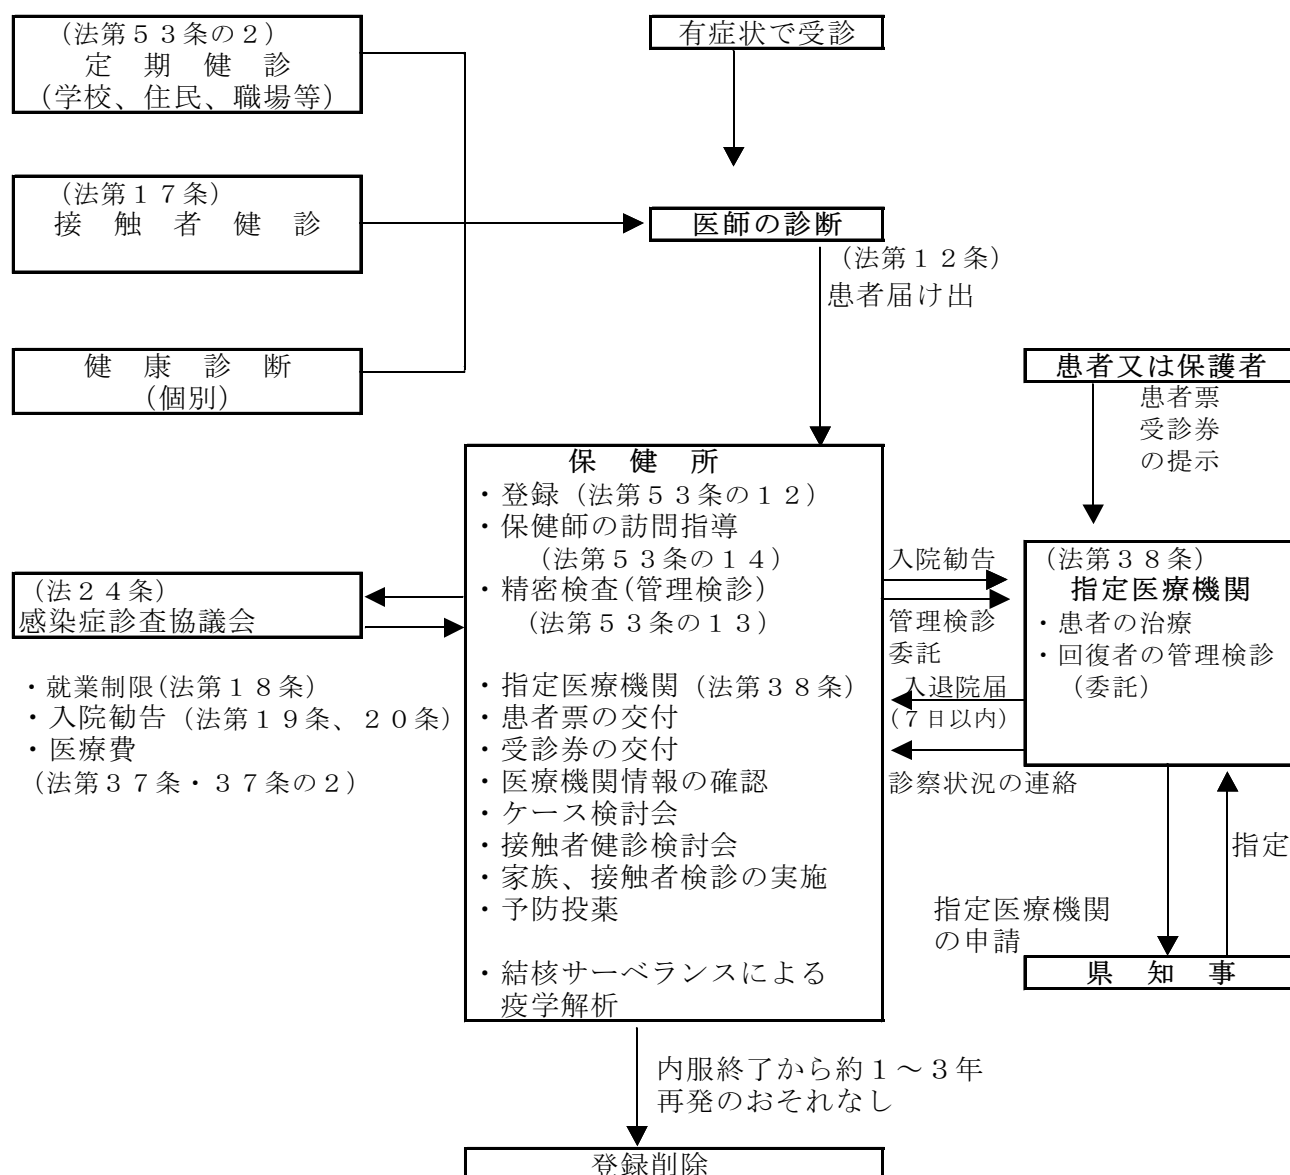 (法第５３条の２)
定　期　健　診
(学校、住民、職場等)
有症状で受診
(法第１７条)
接　触　者　健　診
医師の診断
(法第１２条)
患者届け出
健　康　診　断
(個別)
患者又は保護者
患者票
受診券
の提示
保　健　所
・登録 (法第５３条の１２)
・保健師の訪問指導
(法第５３条の１４)
・精密検査(管理検診)
(法第５３条の１３)
・指定医療機関 (法第３８条)
・患者票の交付
・受診券の交付
・医療機関情報の確認
・ケース検討会
・接触者健診検討会
・家族、接触者検診の実施
・予防投薬
・結核サーベランスによる
疫学解析
(法２４条)
感染症診査協議会
・就業制限(法第１８条)
・入院勧告 (法第１９条、２０条)
・医療費
(法第３７条・３７条の２)
入院勧告
管理検診
委託
入退院届
(７日以内)
診察状況の連絡
(法第３８条)
指定医療機関
・患者の治療
・回復者の管理検診
(委託)
指定
指定医療機関
の申請
県　知　事
内服終了から約１～３年
再発のおそれなし
登録削除